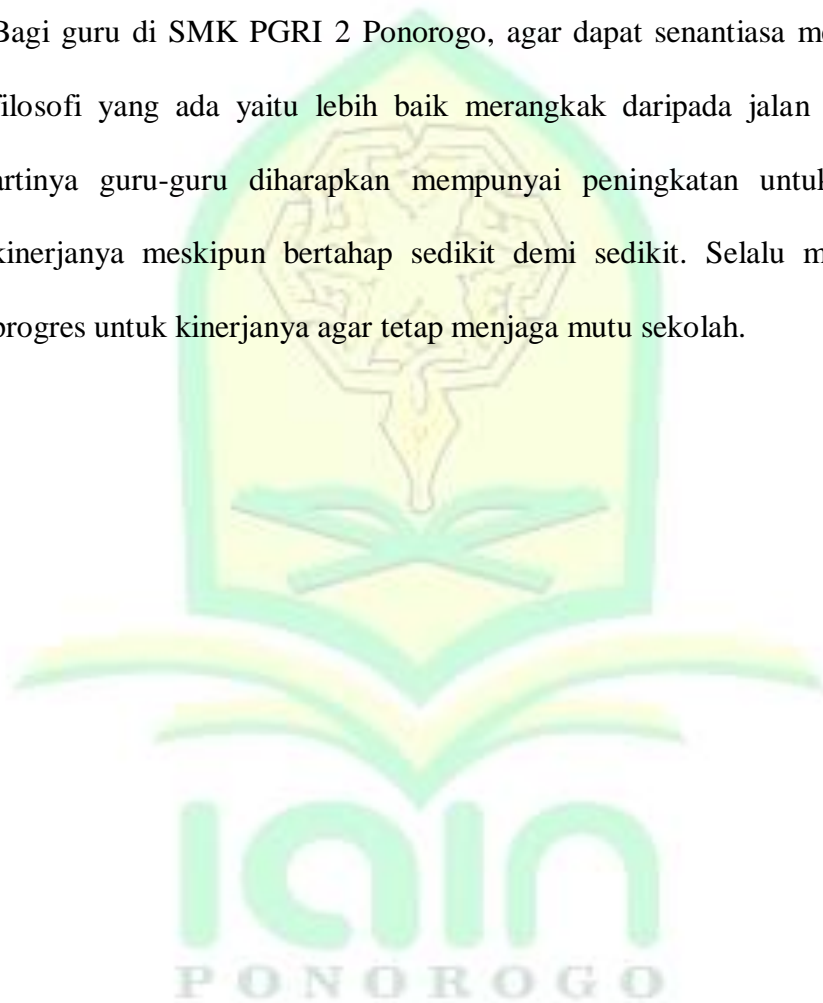 Bagi guru di SMK PGRI 2 Ponorogo, agar dapat senantiasa
filosofi yang ada yaitu lebih baik merangkak daripada jalan
artinya guru-guru diharapkan mempunyai peningkatan untuk
kinerjanya meskipun bertahap sedikit demi sedikit. Selalu
progres untuk kinerjanya agar tetap menjaga mutu sekolah.
iain
PONOROGO